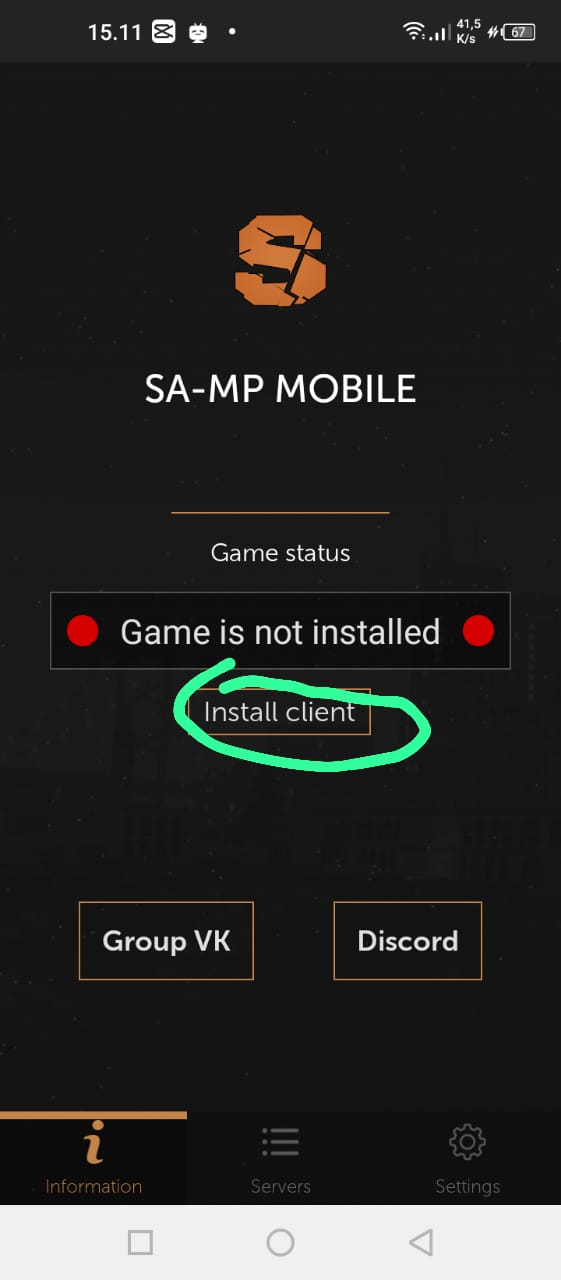 15.11
41,5
K/s
67
SA-MP MOBILE
Game status
Game is not installed
Install client
Group VK
Discord
Information
Servers
Settings